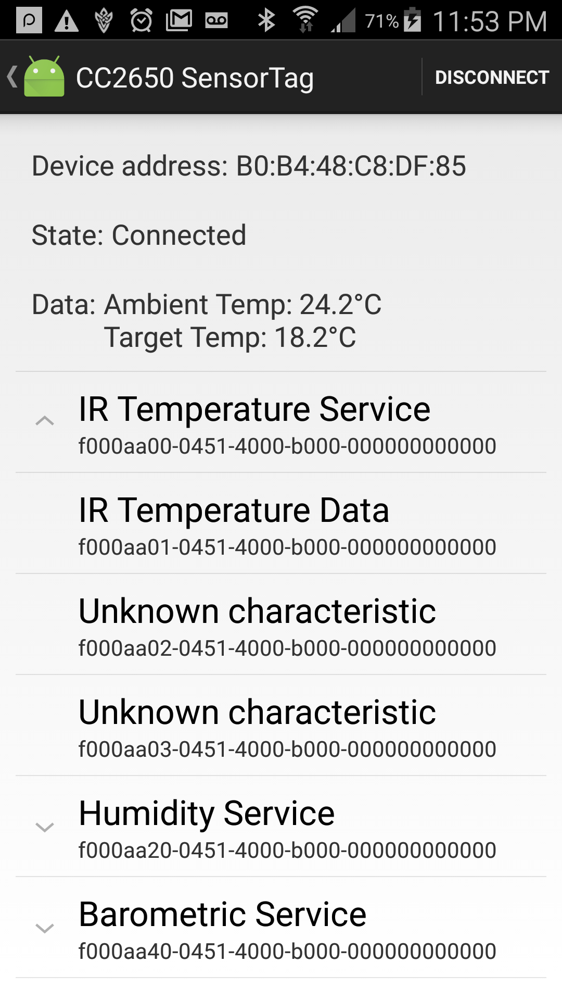 71% 11:53 PM
CC2650 SensorTag DISCONNECT
Device address: B0:B4:48:C8:DF:85
State: Connected
Data: Ambient Temp: 24.2°C
Target Temp: 18.2°C
IR Temperature Service
f000aa00-0451-4000-b000-000000000000
IR Temperature Data
f000aa01-0451-4000-b000-000000000000
Unknown characteristic
f000aa02-0451-4000-b000-000000000000
Unknown characteristic
f000aa03-0451-4000-b000-000000000000
Humidity Service
f000aa20-0451-4000-b000-000000000000
Barometric Service
f000aa40-0451-4000-b000-000000000000